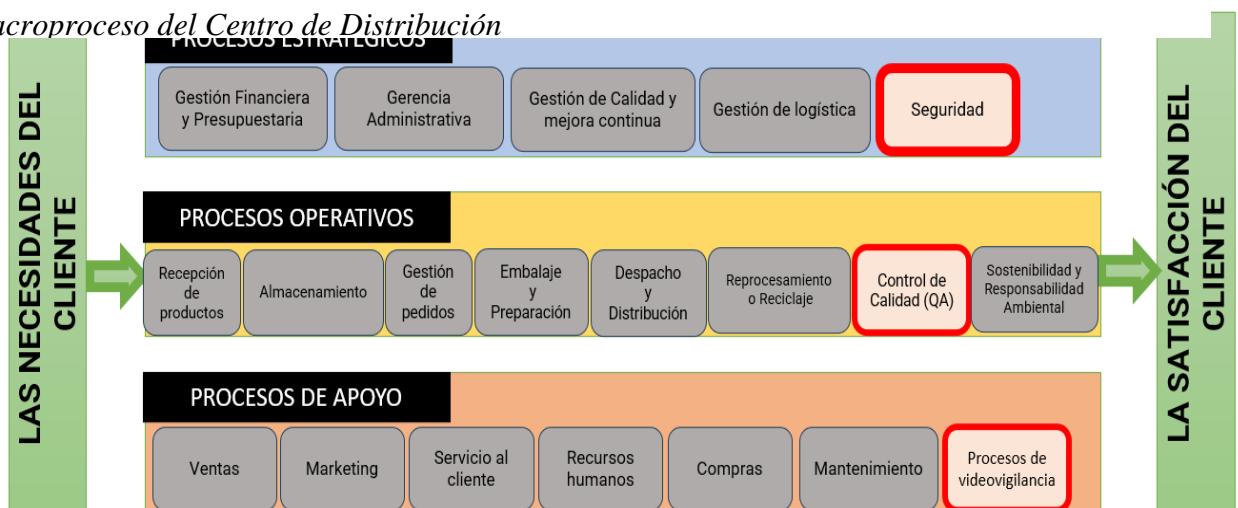 acroproceso del Centro de Distribución
LAS NECESIDADES DEL
CLIENTE
PROCESOS ESTRATEGICOS
Gestión Financiera
y Presupuestaria
Gerencia
Administrativa
Gestión de Calidad y
mejora continua
Gestión de logística
Seguridad
PROCESOS OPERATIVOS
Recepción
de
productos
Almacenamiento
Gestión
de
pedidos
Embalaje
y
Preparación
Despacho
y
Distribución
Reprocesamiento
o Reciclaje
Control de
Calidad (QA)
Sostenibilidad y
Responsabilidad
Ambiental
PROCESOS DE APOYO
Ventas
Marketing
Servicio al
cliente
Recursos
humanos
Compras
Mantenimiento
Procesos de
videovigilancia
LA SATISFACCIÓN DEL
CLIENTE